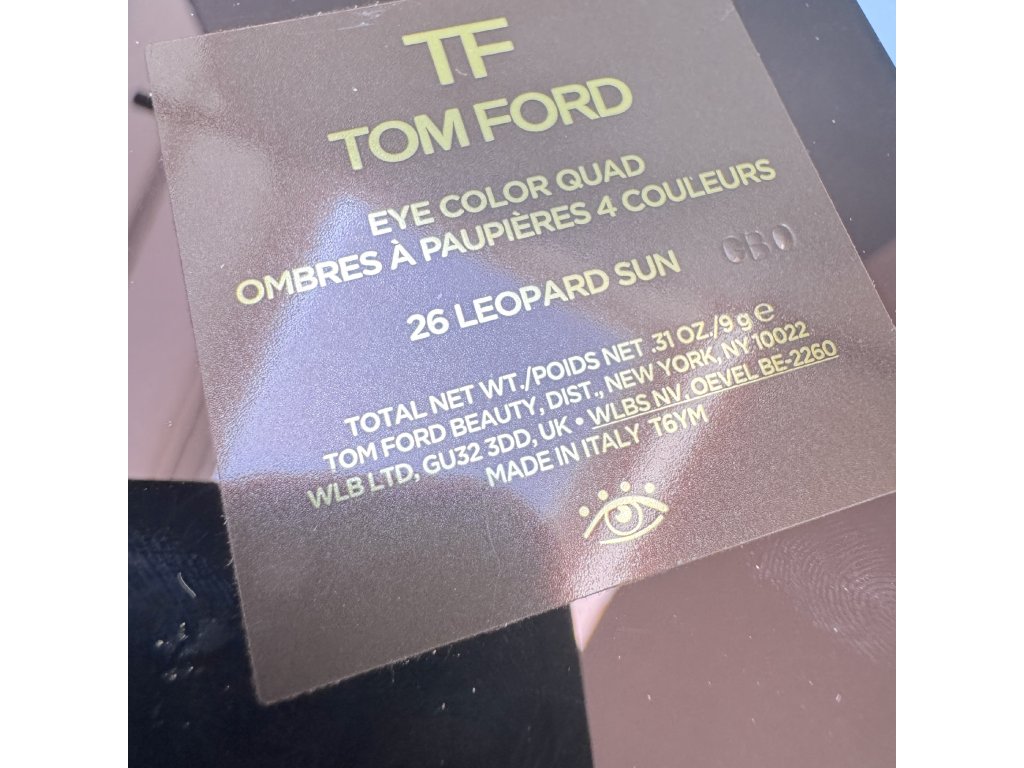 TF
TOM FORD
EYE COLOR QUAD
OMBRES À PAUPIÈRES 4 COULEURS
26 LEOPARD SUN
TOTAL NET WT./POIDS NET .31 OZ./9 g ℮
TOM FORD BEAUTY, DIST., NEW YORK, NY 10022
WLB LTD, GU32 3DD, UK • WLBS NV, OEVEL BE-2260
MADE IN ITALY T6YM